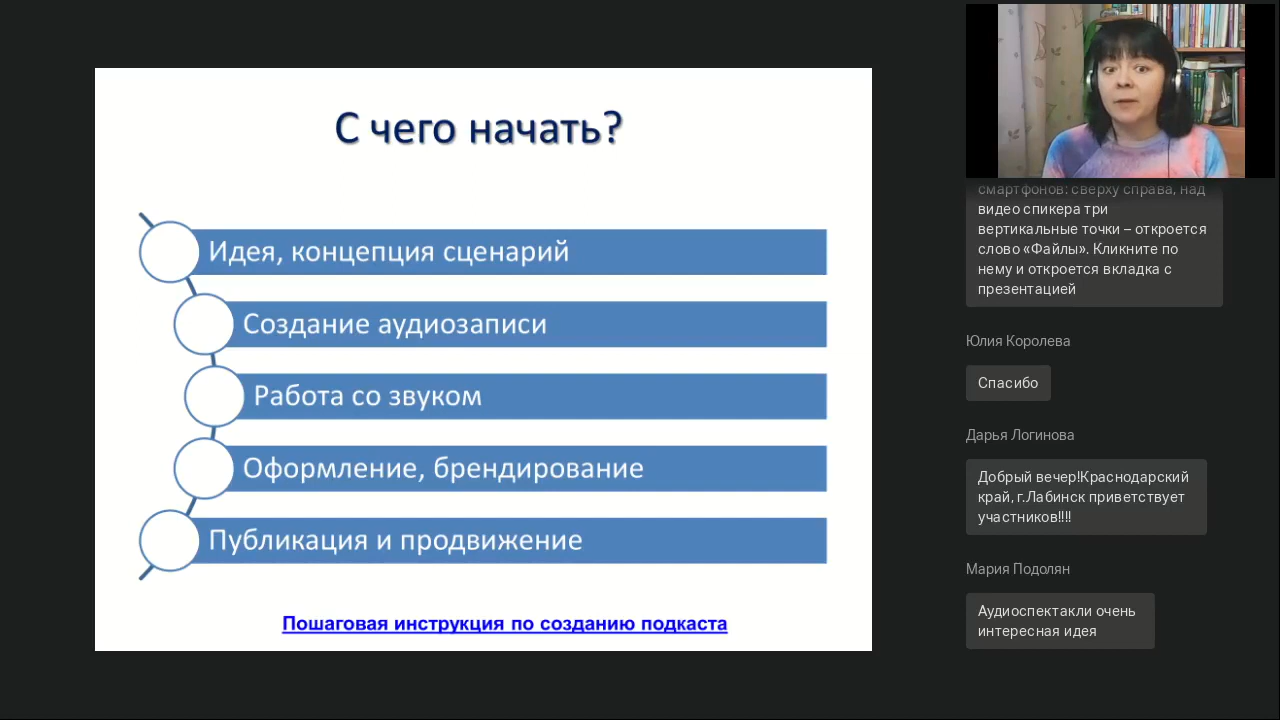 С чего начать?
Идея, концепция сценарий
Создание аудиозаписи
Работа со звуком
Оформление, брендирование
Публикация и продвижение
Пошаговая инструкция по созданию подкаста
смартфонов: сверху справа, над
видео спикера три
вертикальные точки – откроется
слово «Файлы». Кликните по
нему и откроется вкладка с
презентацией
Юлия Королева
Спасибо
Дарья Логинова
Добрый вечер!Краснодарский
край, г.Лабинск приветствует
участников!!!!
Мария Подолян
Аудиоспектакли очень
интересная идея